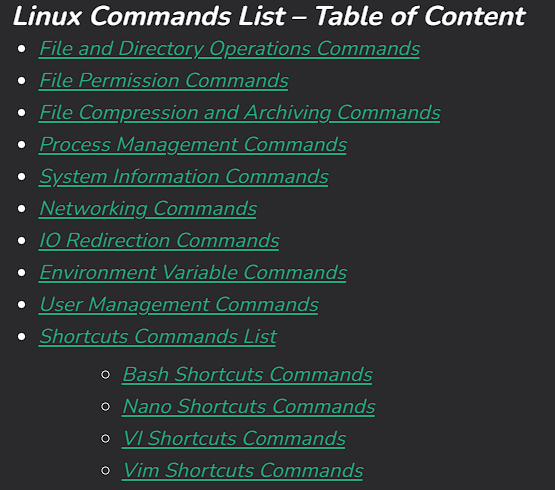 Linux Commands List – Table of Content
File and Directory Operations Commands
File Permission Commands
File Compression and Archiving Commands
Process Management Commands
System Information Commands
Networking Commands
IO Redirection Commands
Environment Variable Commands
User Management Commands
Shortcuts Commands List
Bash Shortcuts Commands
Nano Shortcuts Commands
VI Shortcuts Commands
Vim Shortcuts Commands